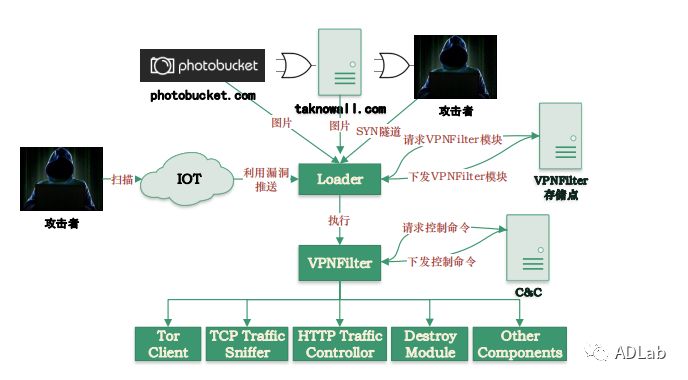 photobucket
photobucket.com
taknowall.com
攻击者
图片
图片
SYN隧道
请求VPNFilter模块
下发VPNFilter模块
VPNFilter
存储点
攻击者
扫描
IOT
利用漏洞
推送
Loader
执行
请求控制命令
下发控制命令
C&C
VPNFilter
Tor
Client
TCP Traffic
Sniffer
HTTP Traffic
Controllor
Destroy
Module
Other
Components
ADLab